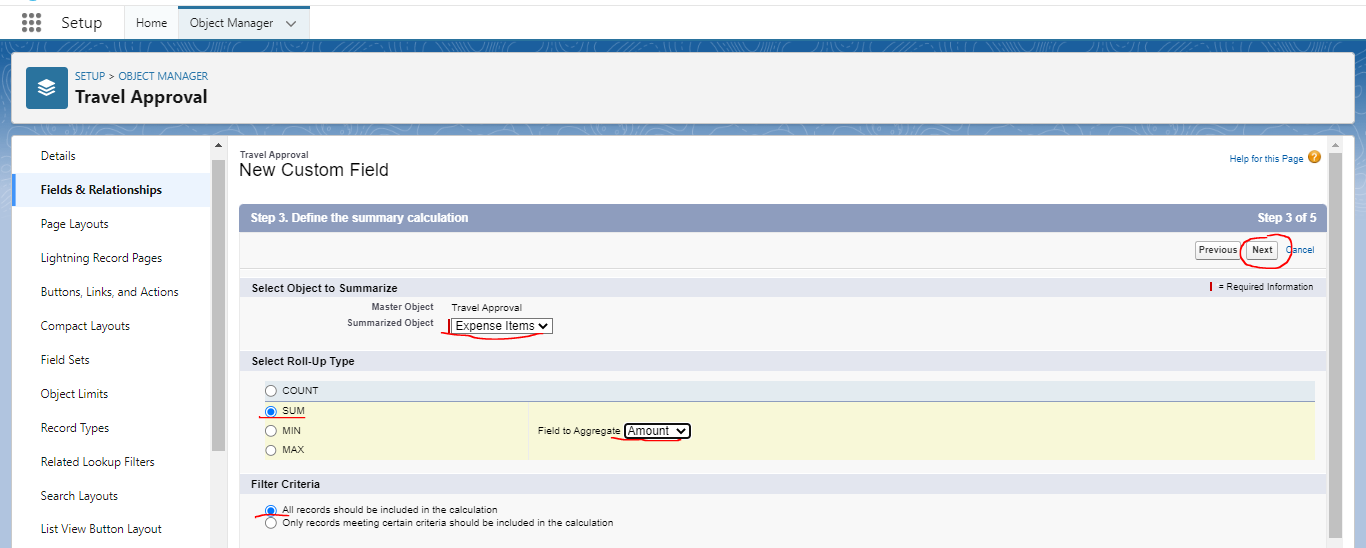 Setup Home Object Manager
SETUP > OBJECT MANAGER
Travel Approval
Details
Fields & Relationships
Page Layouts
Lightning Record Pages
Buttons, Links, and Actions
Compact Layouts
Field Sets
Object Limits
Record Types
Related Lookup Filters
Search Layouts
List View Button Layout
Travel Approval
New Custom Field
Help for this Page ?
Step 3. Define the summary calculation Step 3 of 5
Previous Next Cancel
Select Object to Summarize = Required Information
Master Object Travel Approval
Summarized Object Expense Items
Select Roll-Up Type
COUNT
SUM
MIN
MAX
Field to Aggregate Amount
Filter Criteria
All records should be included in the calculation
Only records meeting certain criteria should be included in the calculation